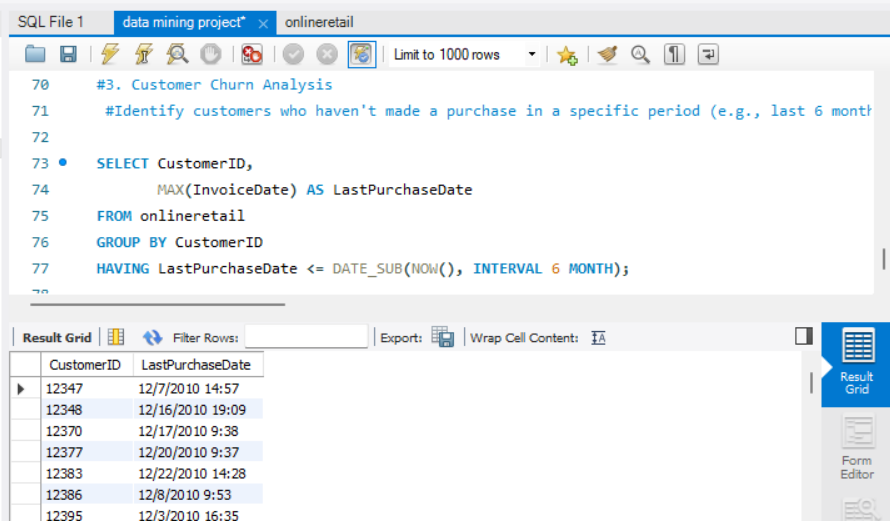 SQL File 1 data mining project* × onlineretail
Limit to 1000 rows
70 #3. Customer Churn Analysis
71 #Identify customers who haven't made a purchase in a specific period (e.g., last 6 month
72
73 SELECT CustomerID,
74 MAX(InvoiceDate) AS LastPurchaseDate
75 FROM onlineretail
76 GROUP BY CustomerID
77 HAVING LastPurchaseDate <= DATE_SUB(NOW(), INTERVAL 6 MONTH);
78
Result Grid Filter Rows: Export: Wrap Cell Content: IA
CustomerID LastPurchaseDate
12347 12/7/2010 14:57
12348 12/16/2010 19:09
12370 12/17/2010 9:38
12377 12/20/2010 9:37
12383 12/22/2010 14:28
12386 12/8/2010 9:53
12395 12/3/2010 16:35
Result
Grid
Form
Editor